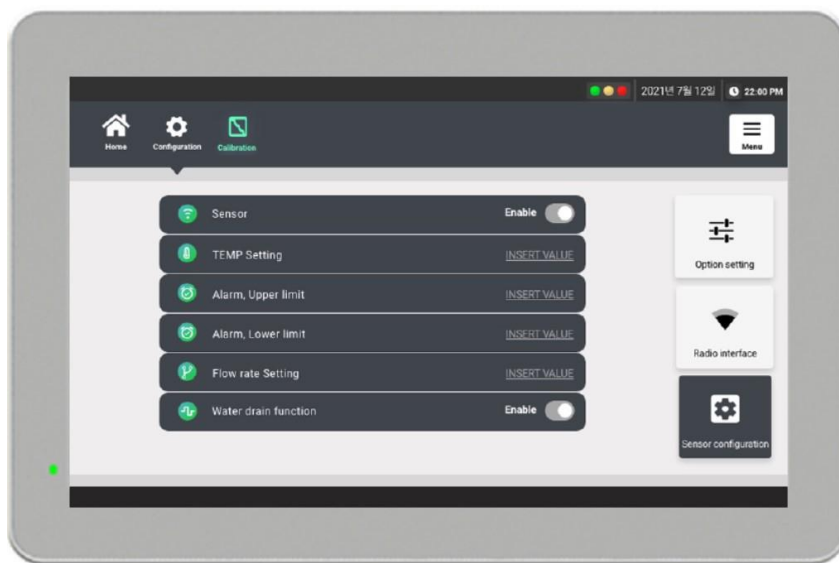 2021년 7월 12일 22:00 PM
Home Configuration Calibration Menu
Sensor Enable
TEMP Setting INSERT VALUE
Alarm, Upper limit INSERT VALUE
Alarm, Lower limit INSERT VALUE
Flow rate Setting INSERT VALUE
Water drain function Enable
Option setting
Radio interface
Sensor configuration